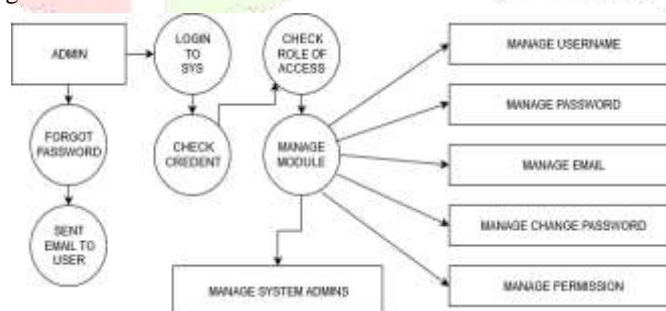 ADMIN
LOGIN
TO
SYS
CHECK
ROLE OF
ACCESS
MANAGE USERNAME
MANAGE PASSWORD
FORGOT
PASSWORD
CHECK
CREDENT
MANAGE
MODULE
MANAGE EMAIL
SENT
EMAIL TO
USER
MANAGE CHANGE PASSWORD
MANAGE SYSTEM ADMINS
MANAGE PERMISSION